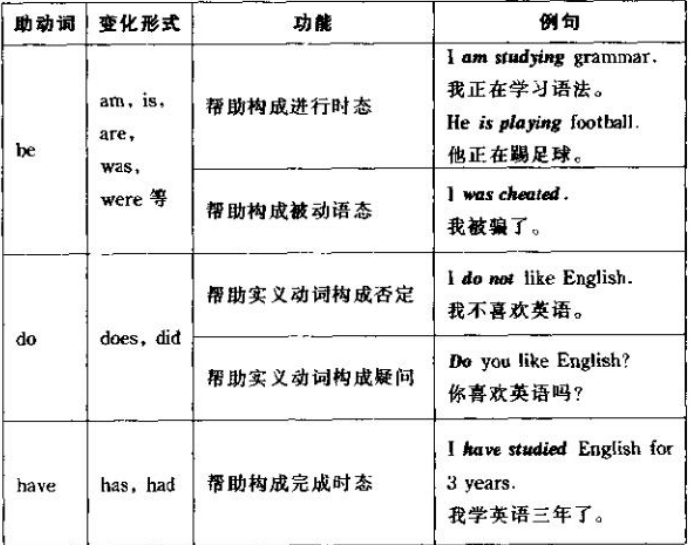 助动词 变化形式 功能 例句
be
am, is,
are,
was,
were 等
帮助构成进行时态
I am studying grammar.
我正在学习语法。
He is playing football.
他正在踢足球。
帮助构成被动语态
I was cheated.
我被骗了。
do
does, did
帮助实义动词构成否定
I do not like English.
我不喜欢英语。
帮助实义动词构成疑问
Do you like English?
你喜欢英语吗?
have
has, had
帮助构成完成时态
I have studied English for
3 years.
我学英语三年了。